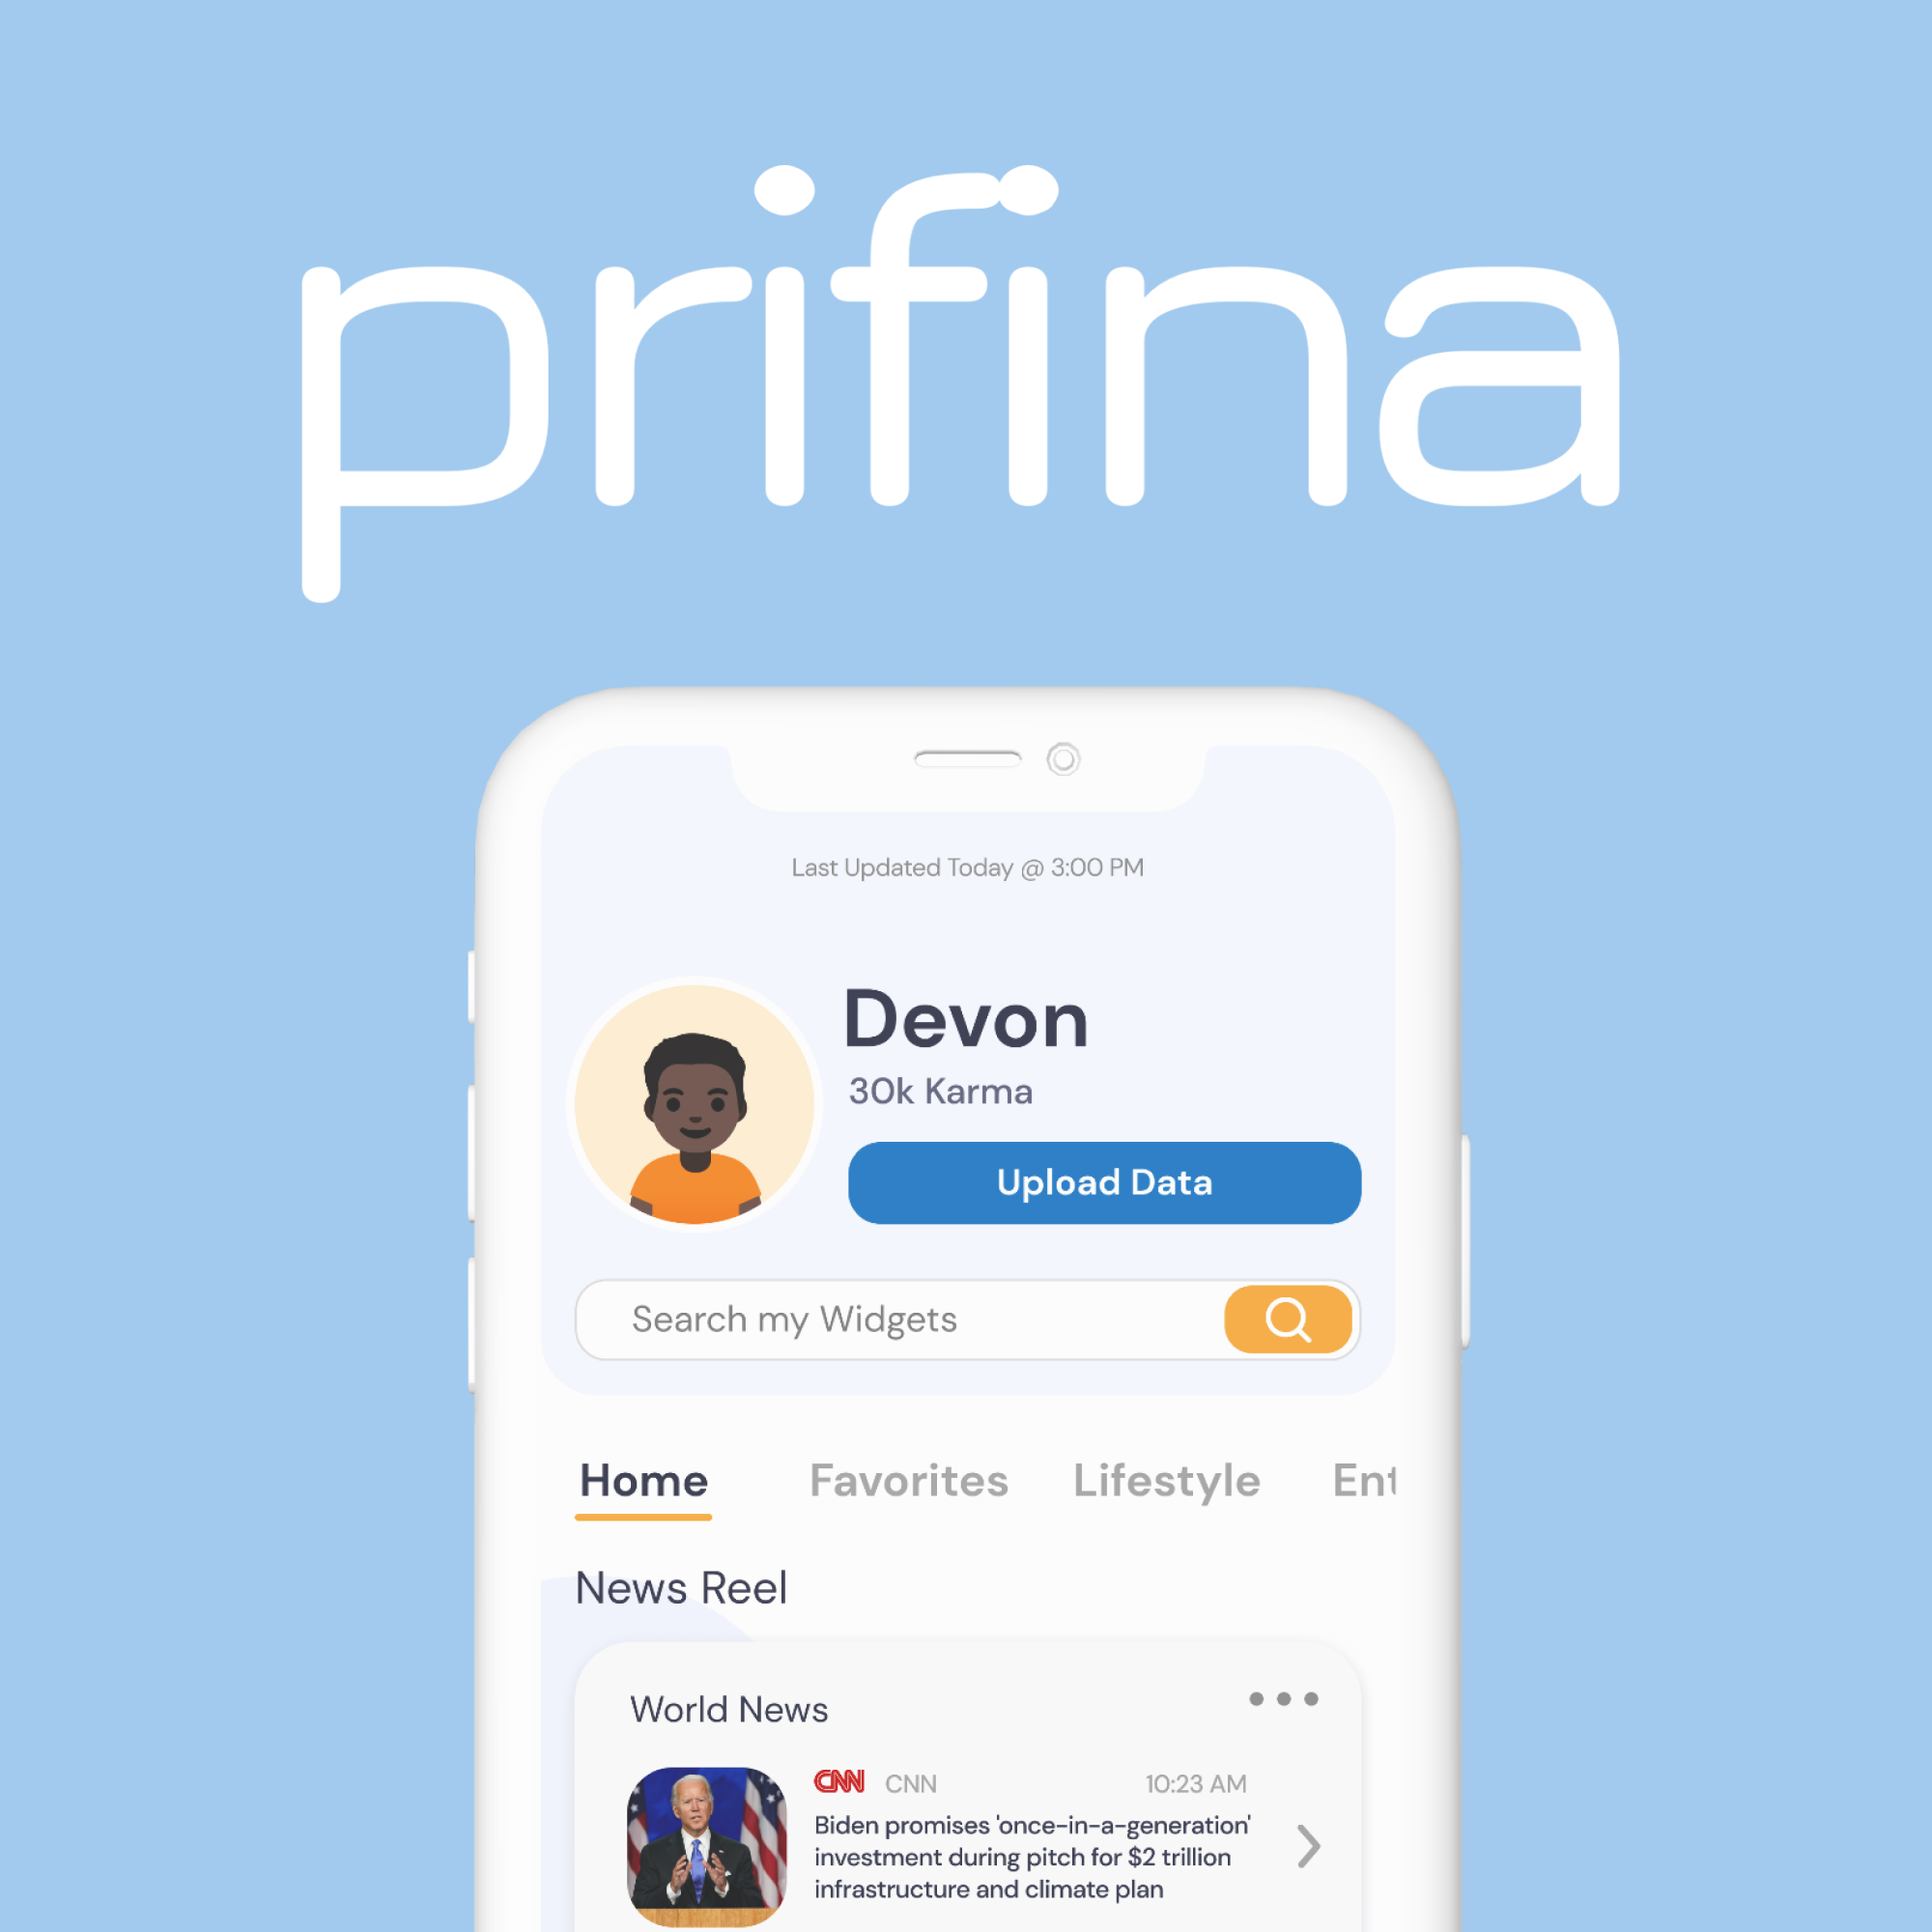 prifina
Last Updated Today @ 3:00 PM
Devon
30k Karma
Upload Data
Search my Widgets
Home Favorites Lifestyle Ent
News Reel
World News
CNN CNN 10:23 AM
Biden promises 'once-in-a-generation'
investment during pitch for $2 trillion
infrastructure and climate plan